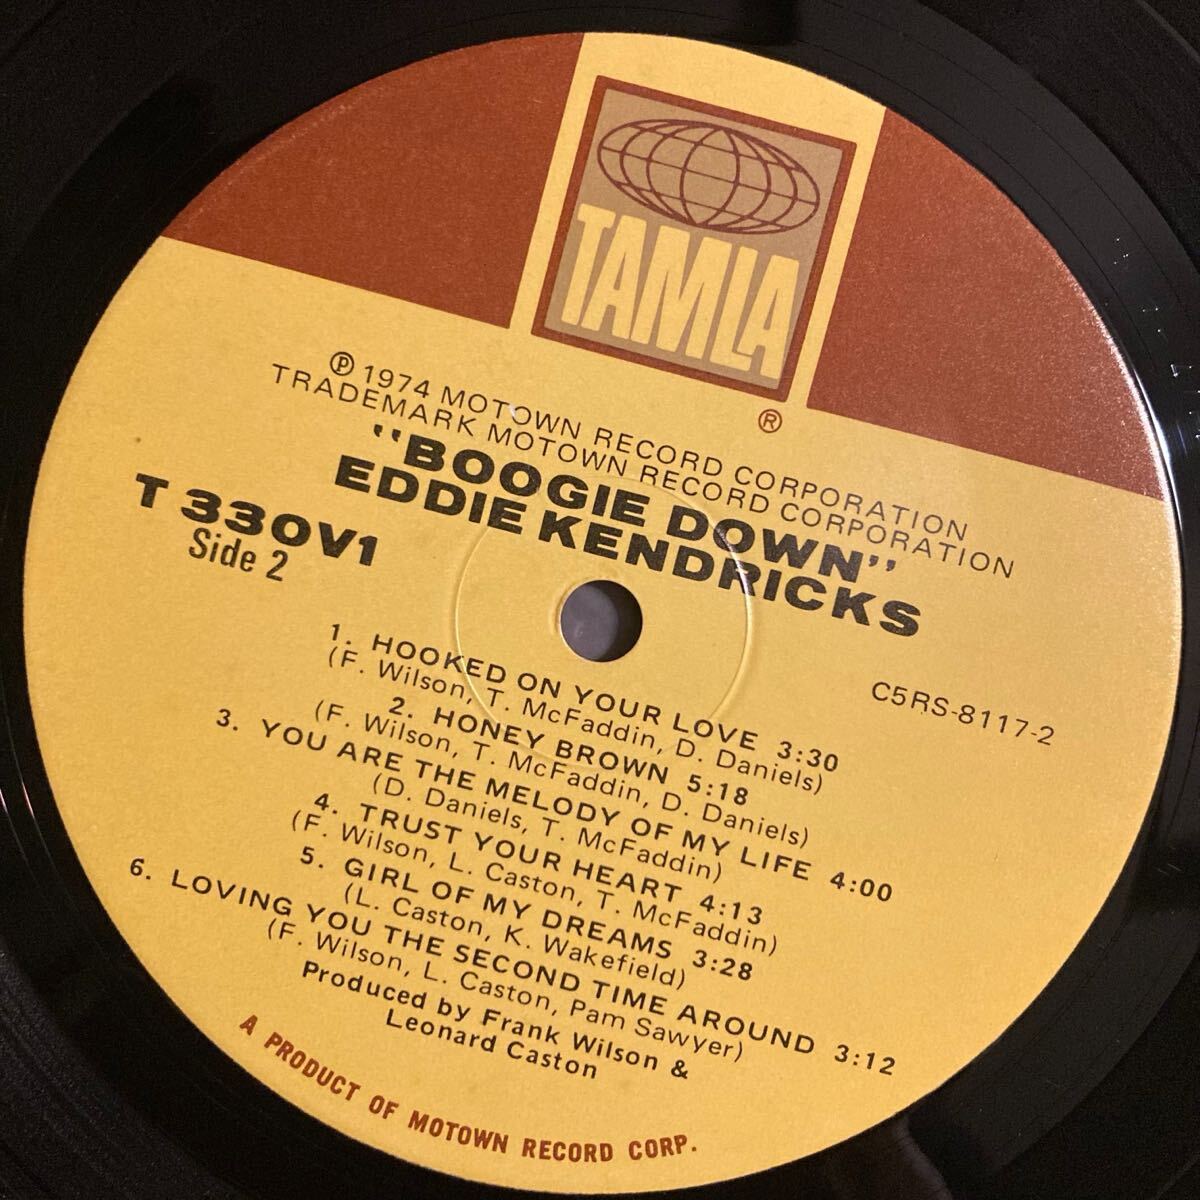 TAMLA
®
℗ 1974 MOTOWN RECORD CORPORATION
TRADEMARK MOTOWN RECORD CORPORATION
"BOOGIE DOWN"
EDDIE KENDRICKS
T 330V1
Side 2
C5RS-8117-2
1. HOOKED ON YOUR LOVE 3:30
(F. Wilson, T. McFaddin, D. Daniels)
2. HONEY BROWN 5:18
(F. Wilson, T. McFaddin, D. Daniels)
3. YOU ARE THE MELODY OF MY LIFE 4:00
(D. Daniels, T. McFaddin)
4. TRUST YOUR HEART 4:13
(F. Wilson, L. Caston, T. McFaddin)
5. GIRL OF MY DREAMS 3:28
(L. Caston, K. Wakefield)
6. LOVING YOU THE SECOND TIME AROUND 3:12
(F. Wilson, L. Caston, Pam Sawyer)
Produced by Frank Wilson &
Leonard Caston
A PRODUCT OF MOTOWN RECORD CORP.